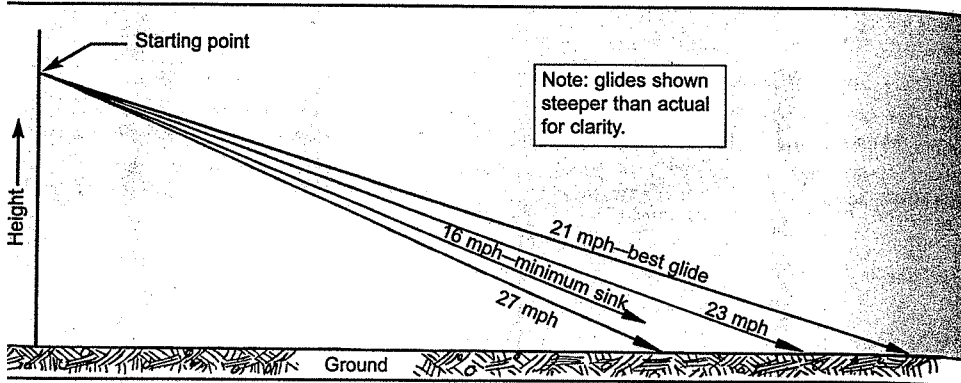 Starting point
Note: glides shown
steeper than actual
for clarity.
Height
21 mph–best glide
16 mph–minimum sink
23 mph
27 mph
Ground